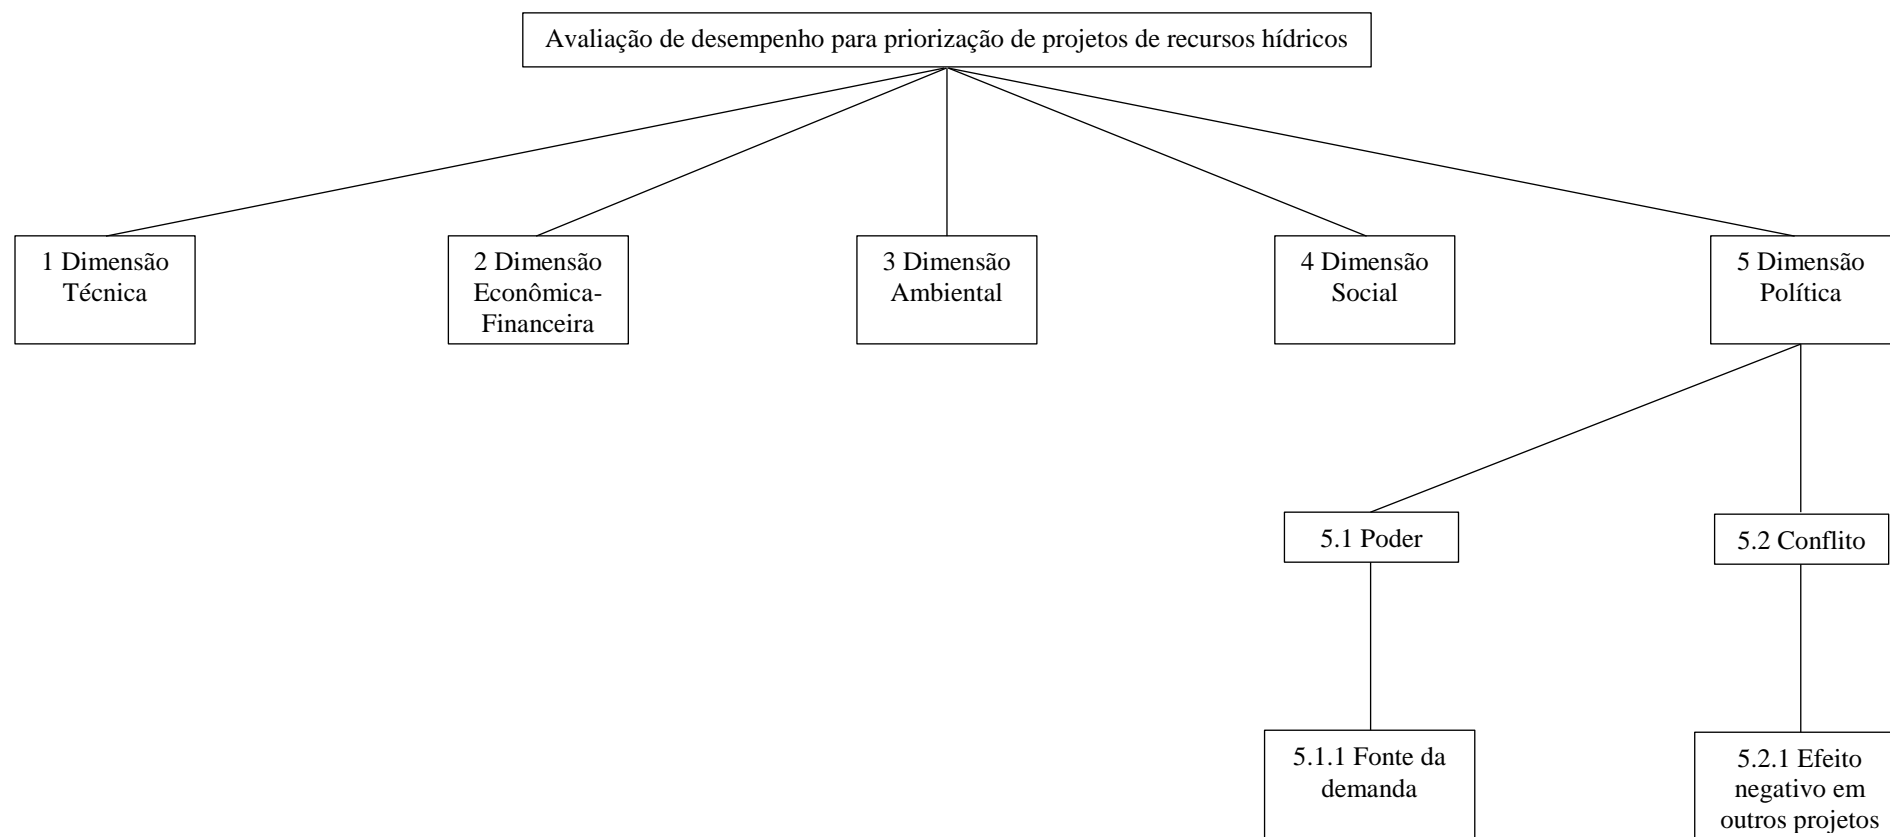 Avaliação de desempenho para priorização de projetos de recursos hídricos
1 Dimensão
Técnica
2 Dimensão
Econômica-
Financeira
3 Dimensão
Ambiental
4 Dimensão
Social
5 Dimensão
Política
5.1 Poder
5.2 Conflito
5.1.1 Fonte da
demanda
5.2.1 Efeito
negativo em
outros projetos